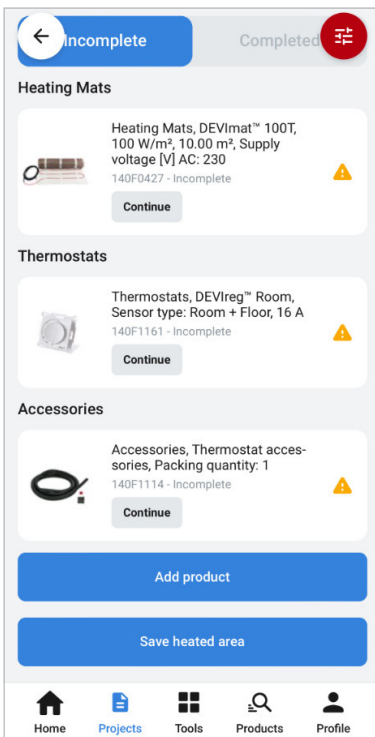 Incomplete
Completed
Heating Mats
Heating Mats, DEVImat™ 100T,
100 W/m², 10.00 m², Supply
voltage [V] AC: 230
140F0427 - Incomplete
Continue
Thermostats
Thermostats, DEVIreg™ Room,
Sensor type: Room + Floor, 16 A
140F1161 - Incomplete
Continue
Accessories
Accessories, Thermostat acces-
sories, Packing quantity: 1
140F1114 - Incomplete
Continue
Add product
Save heated area
Home
Projects
Tools
Products
Profile